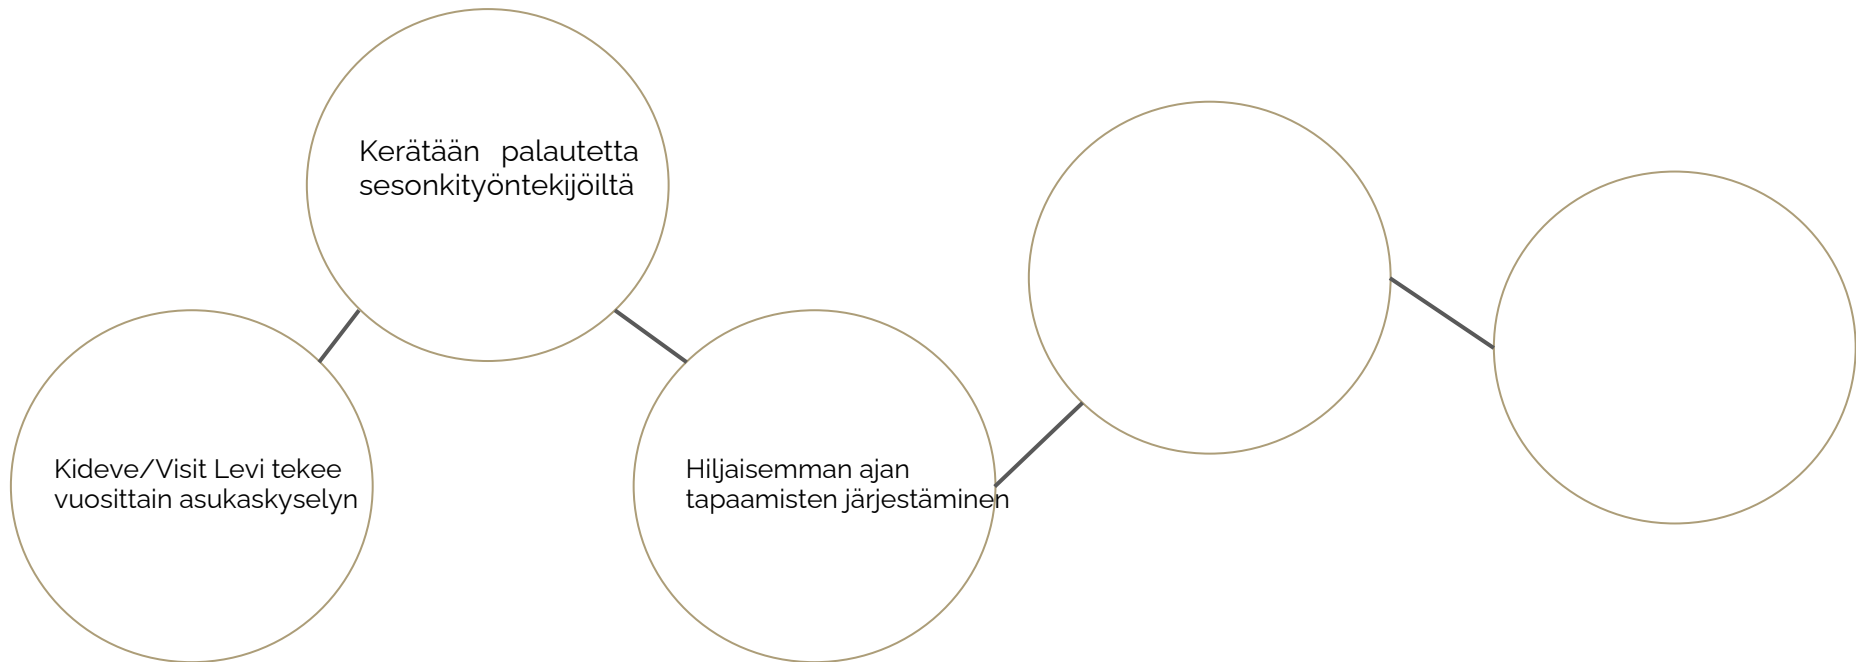 Kerätään palautetta
sesonkityöntekijöiltä
Kideve/Visit Levi tekee
vuosittain asukaskyselyn
Hiljaisemman ajan
tapaamisten järjestäminen